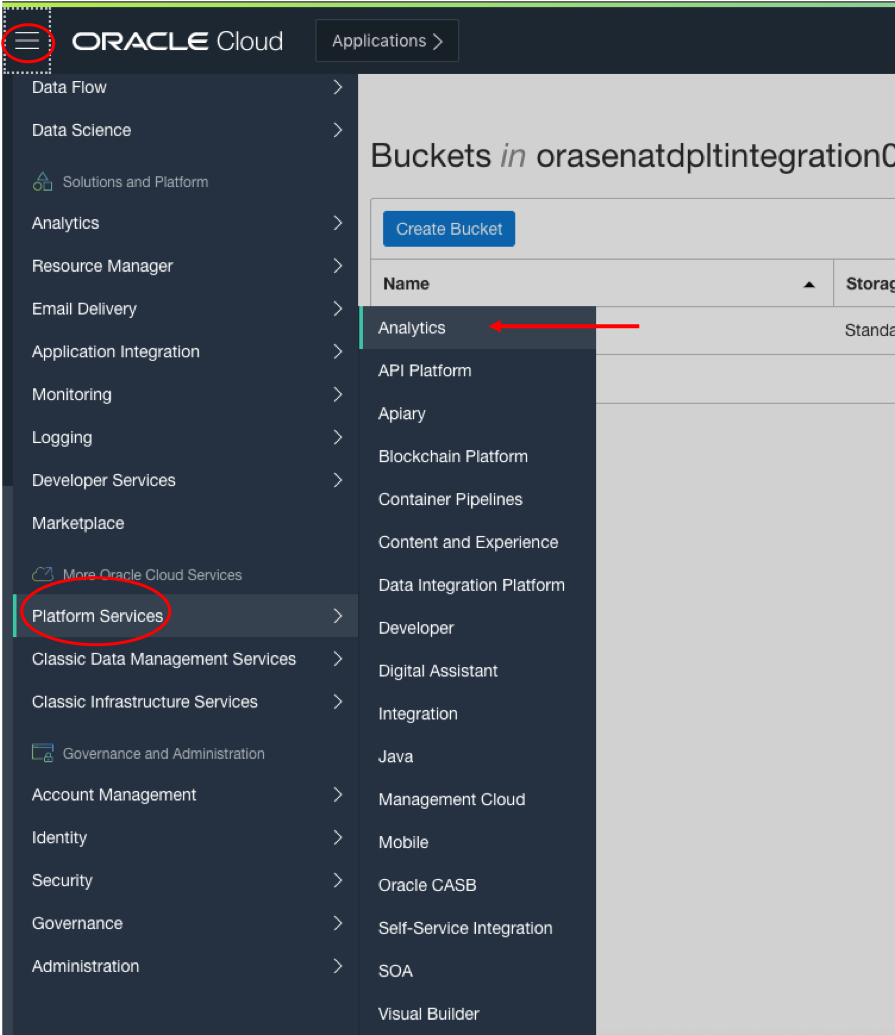 ORACLE Cloud
Applications
Data Flow
Data Science
Solutions and Platform
Analytics
Resource Manager
Email Delivery
Application Integration
Monitoring
Logging
Developer Services
Marketplace
More Oracle Cloud Services
Platform Services
Classic Data Management Services
Classic Infrastructure Services
Governance and Administration
Account Management
Identity
Security
Governance
Administration
Buckets in orasenatdpltintegration0
Create Bucket
Name Storag
Standa
Analytics
API Platform
Apiary
Blockchain Platform
Container Pipelines
Content and Experience
Data Integration Platform
Developer
Digital Assistant
Integration
Java
Management Cloud
Mobile
Oracle CASB
Self-Service Integration
SOA
Visual Builder